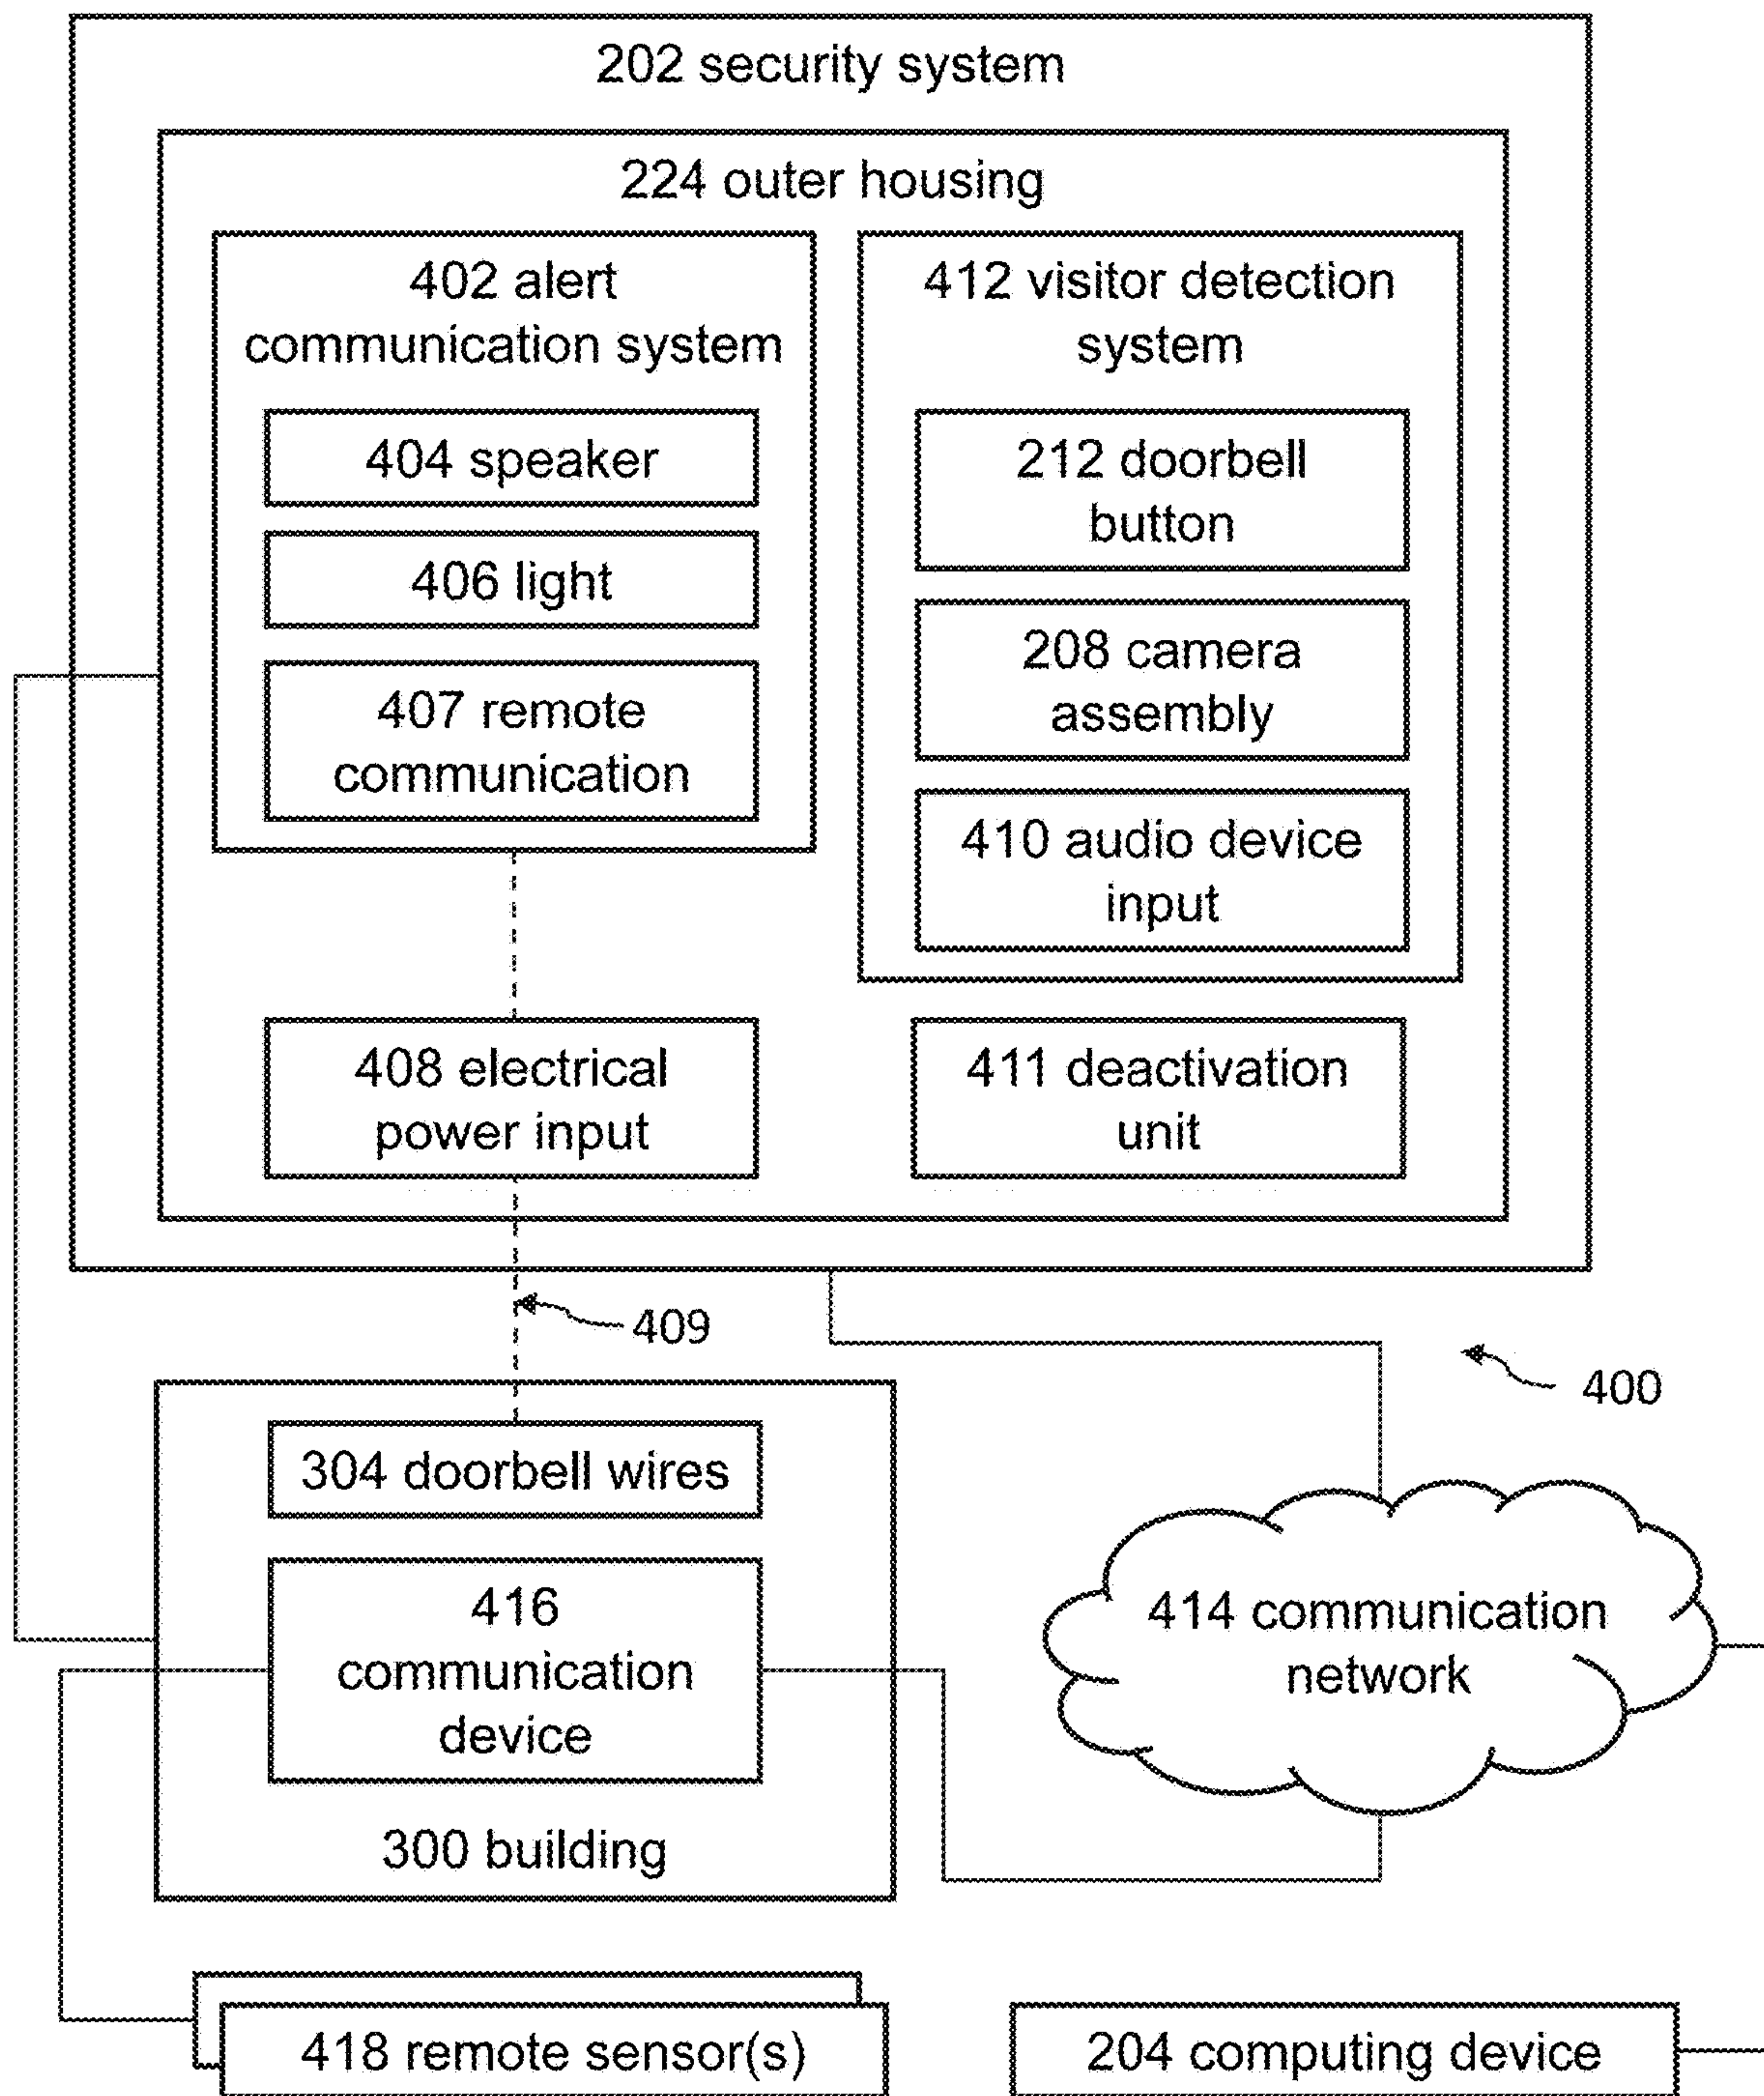 202 security system
224 outer housing
402 alert
communication system
404 speaker
406 light
407 remote
communication
412 visitor detection
system
212 doorbell
button
208 camera
assembly
410 audio device
input
408 electrical
power input
411 deactivation
unit
409
400
304 doorbell wires
416
communication
device
300 building
414 communication
network
418 remote sensor(s)
204 computing device